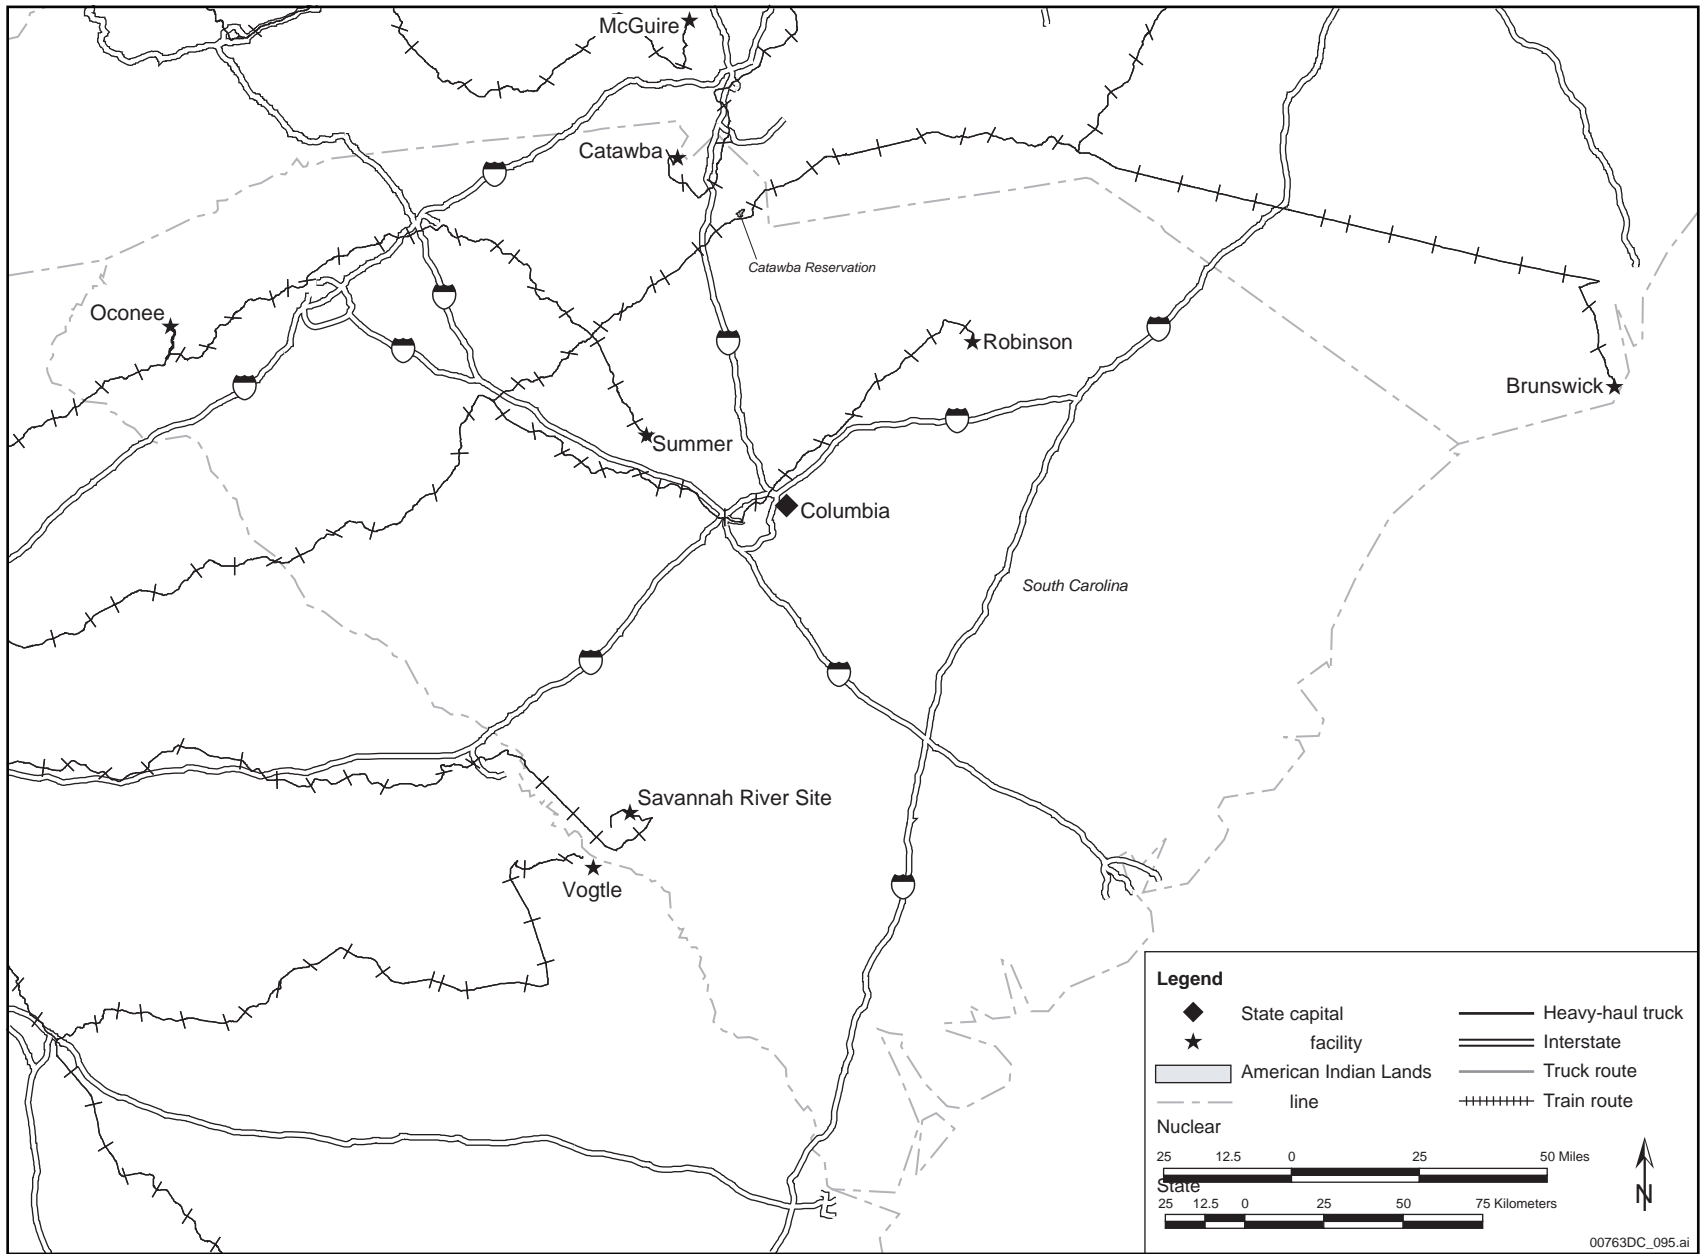 McGuire
Catawba
Catawba Reservation
Oconee
Robinson
Brunswick
Summer
Columbia
South Carolina
Savannah River Site
Vogtle
Legend
State capital
Heavy-haul truck
facility
Interstate
American Indian Lands
Truck route
line
Train route
Nuclear
25 12.5 0 25 50 Miles
State
25 12.5 0 25 50 75 Kilometers
N
00763DC_095.ai